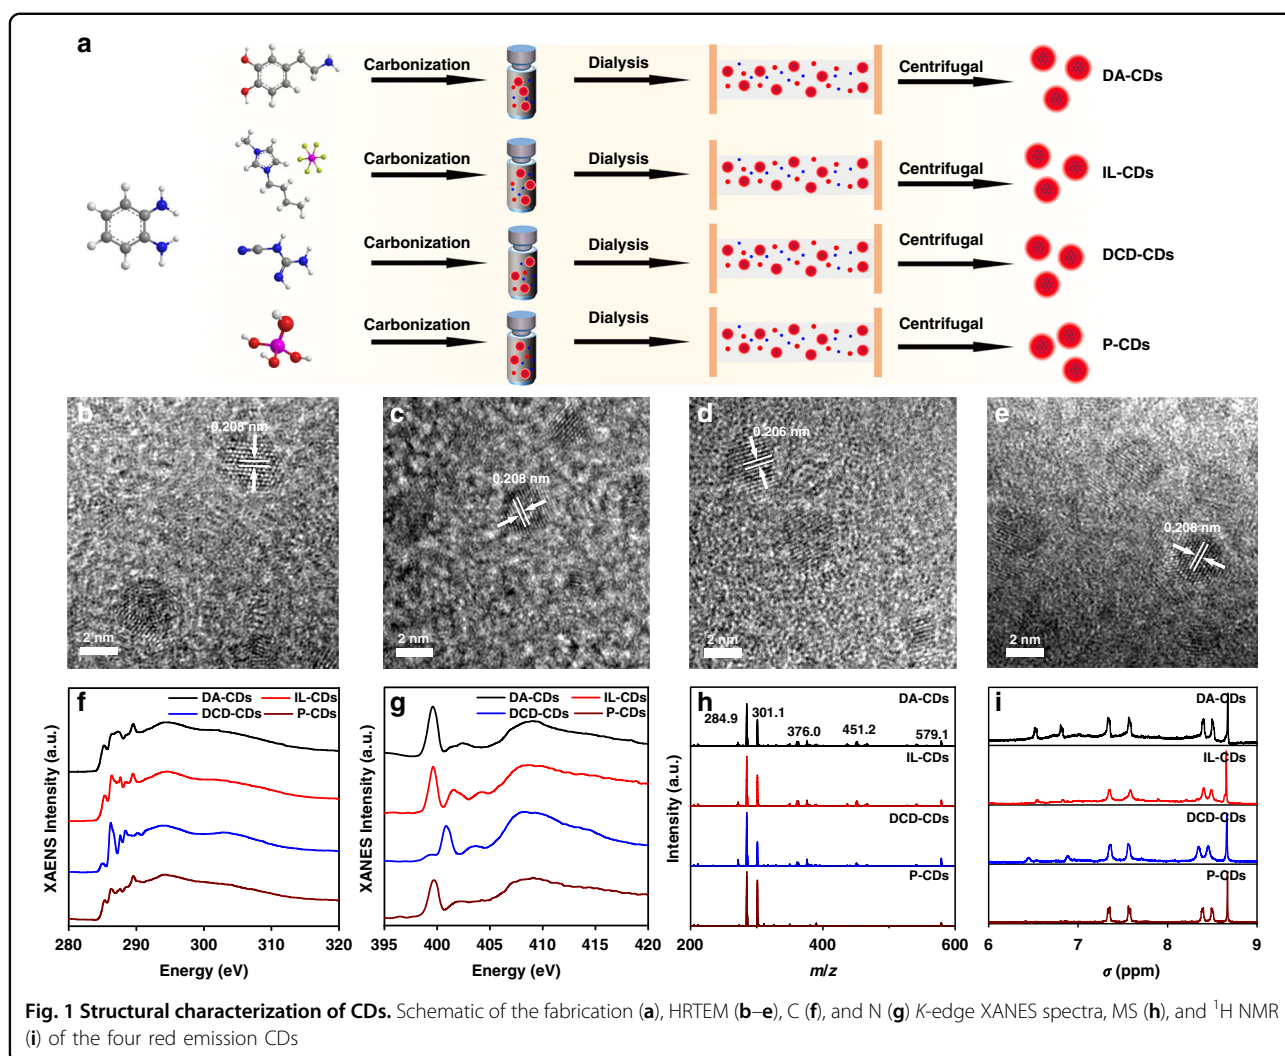 a
Carbonization
Dialysis
Centrifugal
DA-CDs
Carbonization
Dialysis
Centrifugal
IL-CDs
Carbonization
Dialysis
Centrifugal
DCD-CDs
Carbonization
Dialysis
Centrifugal
P-CDs
b
0.208 nm
2 nm
c
0.208 nm
2 nm
d
0.206 nm
2 nm
e
0.208 nm
2 nm
f
DA-CDs IL-CDs
DCD-CDs P-CDs
XAENS Intensity (a.u.)
280 290 300 310 320
Energy (eV)
g
DA-CDs IL-CDs
DCD-CDs P-CDs
XANES Intensity (a.u.)
395 400 405 410 415 420
Energy (eV)
h
DA-CDs
284.9 301.1 376.0 451.2 579.1
IL-CDs
DCD-CDs
P-CDs
Intensity (a.u.)
200 400 600
m/z
i
DA-CDs
IL-CDs
DCD-CDs
P-CDs
6 7 8 9
σ (ppm)
Fig. 1 Structural characterization of CDs. Schematic of the fabrication (a), HRTEM (b–e), C (f), and N (g) K-edge XANES spectra, MS (h), and ¹H NMR
(i) of the four red emission CDs